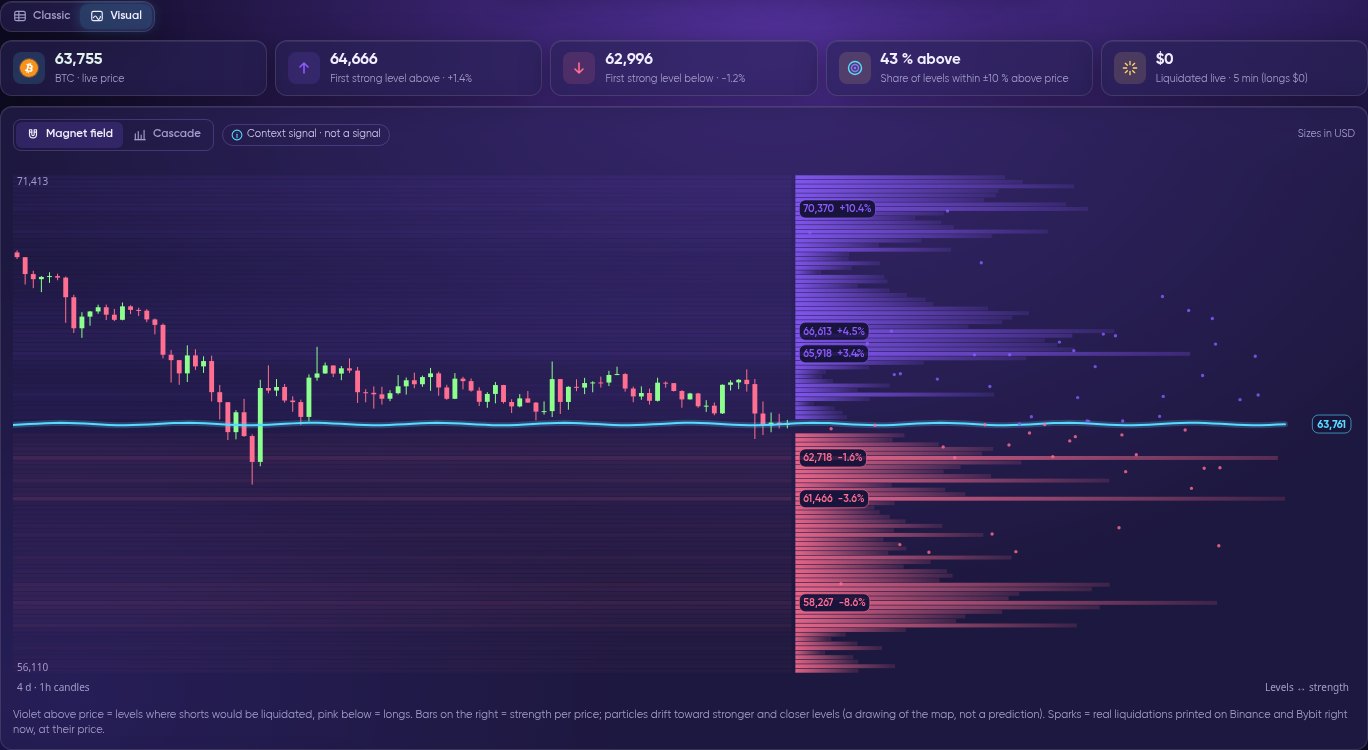 Classic
Visual
63,755
BTC · live price
64,666
First strong level above · +1.4%
62,996
First strong level below · -1.2%
43 % above
Share of levels within ±10 % above price
$0
Liquidated live · 5 min (longs $0)
Magnet field
Cascade
Context signal · not a signal
Sizes in USD
71,413
70,370 +10.4%
66,613 +4.5%
65,918 +3.4%
63,761
62,718 -1.6%
61,466 -3.6%
58,267 -8.6%
56,110
4 d · 1h candles
Levels ↔ strength
Violet above price = levels where shorts would be liquidated, pink below = longs. Bars on the right = strength per price; particles drift toward stronger and closer levels (a drawing of the map, not a prediction). Sparks = real liquidations printed on Binance and Bybit right
now, at their price.